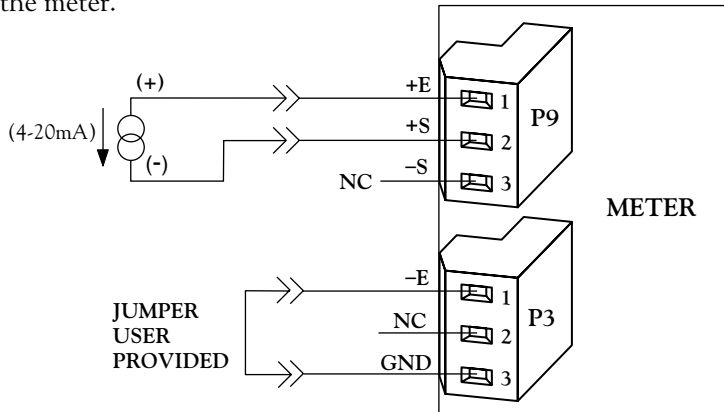 the meter.
(+)
+E
1
(4-20mA)
+S
2
P9
(-)
–S
NC
3
METER
–E
1
JUMPER
USER
PROVIDED
NC
2
P3
GND
3